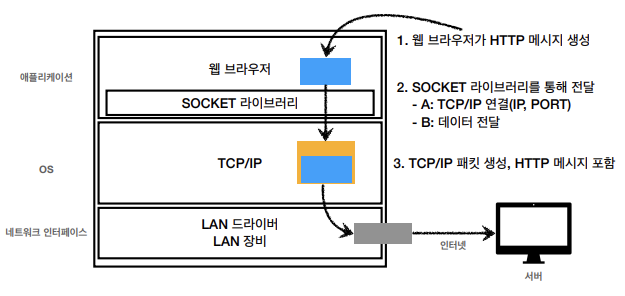 1. 웹 브라우저가 HTTP 메시지 생성
애플리케이션
웹 브라우저
SOCKET 라이브러리
2. SOCKET 라이브러리를 통해 전달
- A: TCP/IP 연결(IP, PORT)
- B: 데이터 전달
OS
TCP/IP
3. TCP/IP 패킷 생성, HTTP 메시지 포함
네트워크 인터페이스
LAN 드라이버
LAN 장비
인터넷
서버